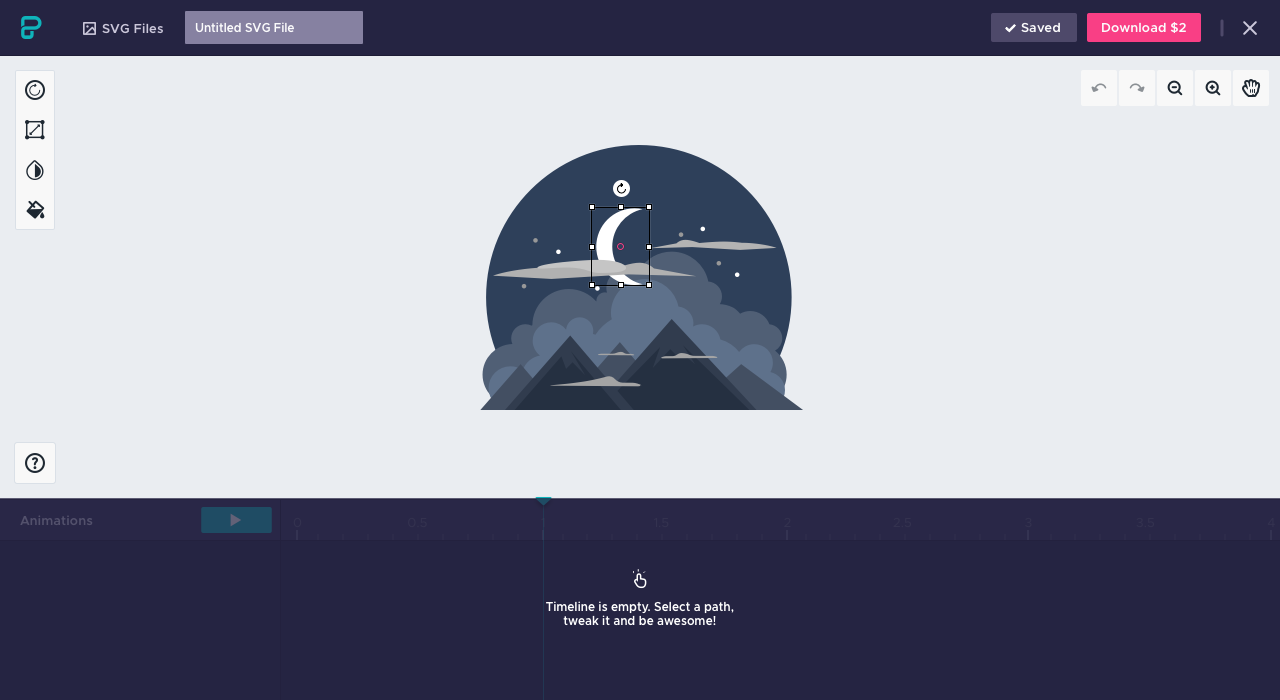 SVG Files
Untitled SVG File
Saved
Download $2
Animations
0
0.5
1.5
2
2.5
3
3.5
4
Timeline is empty. Select a path,
tweak it and be awesome!